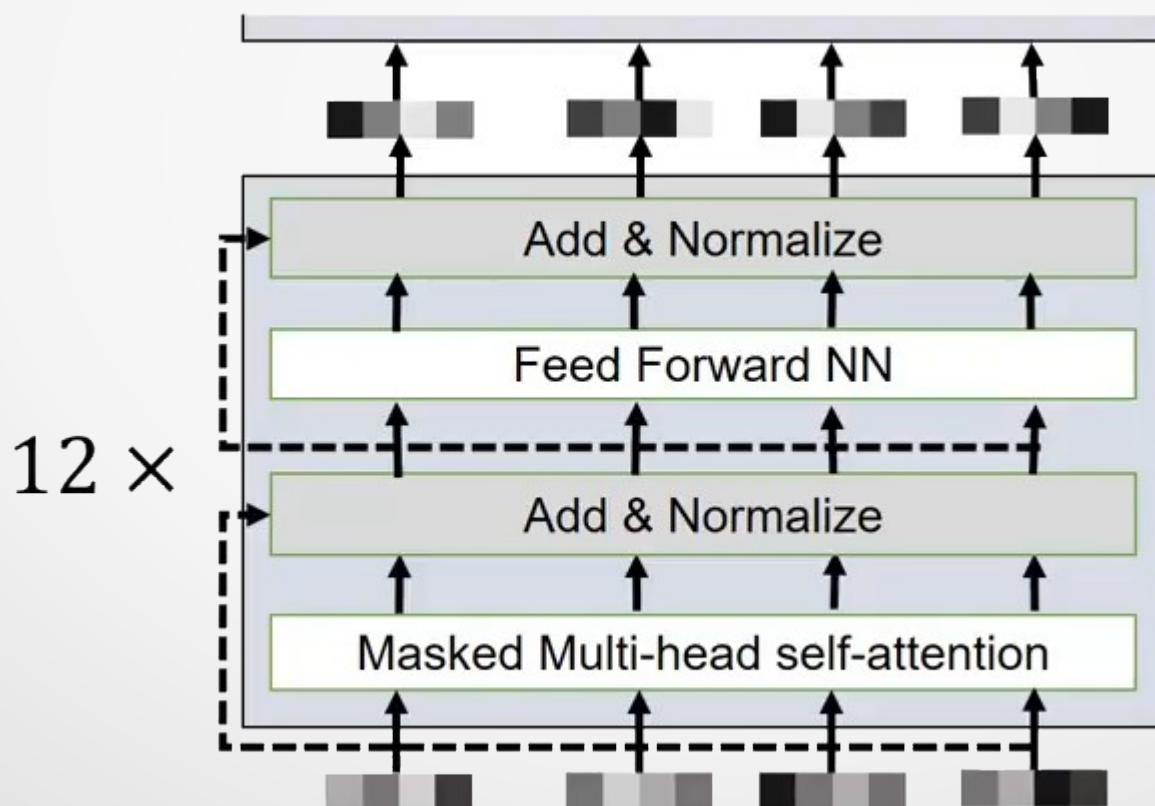 Add & Normalize
Feed Forward NN
12 ×
Add & Normalize
Masked Multi-head self-attention